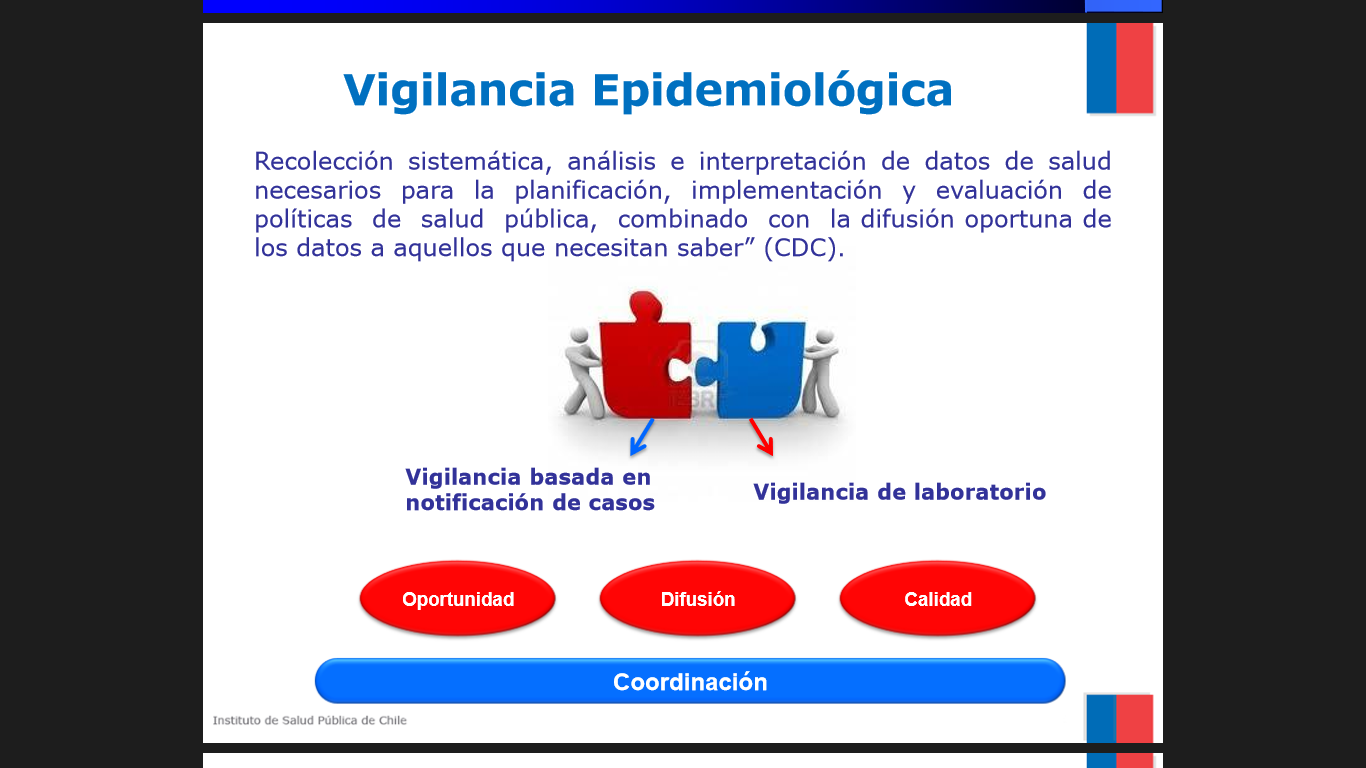 Vigilancia Epidemiológica
Recolección sistemática, análisis e interpretación de datos de salud
necesarios para la planificación, implementación y evaluación de
políticas de salud pública, combinado con la difusión oportuna de
los datos a aquellos que necesitan saber” (CDC).
Vigilancia basada en
notificación de casos
Vigilancia de laboratorio
Oportunidad
Difusión
Calidad
Coordinación
Instituto de Salud Pública de Chile